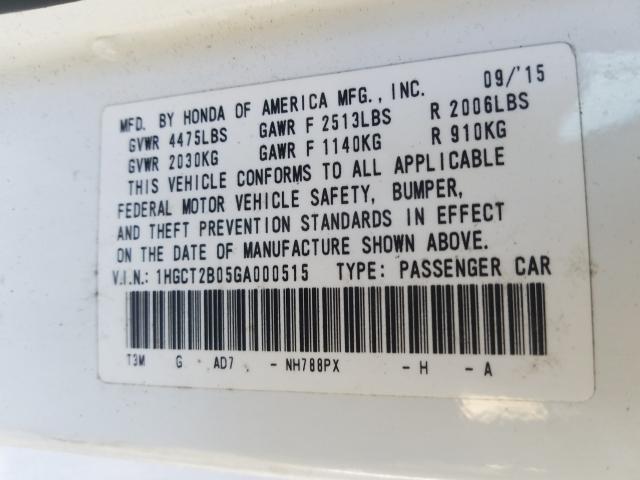 MFD. BY HONDA OF AMERICA MFG., INC. 09/'15
GVWR 4475LBS GAWR F 2513LBS R 2006LBS
GVWR 2030KG GAWR F 1140KG R 910KG
THIS VEHICLE CONFORMS TO ALL APPLICABLE
FEDERAL MOTOR VEHICLE SAFETY, BUMPER,
AND THEFT PREVENTION STANDARDS IN EFFECT
ON THE DATE OF MANUFACTURE SHOWN ABOVE.
V.I.N.: 1HGCT2B05GA000515 TYPE: PASSENGER CAR
T3M G AD7 - NH788PX - H - A